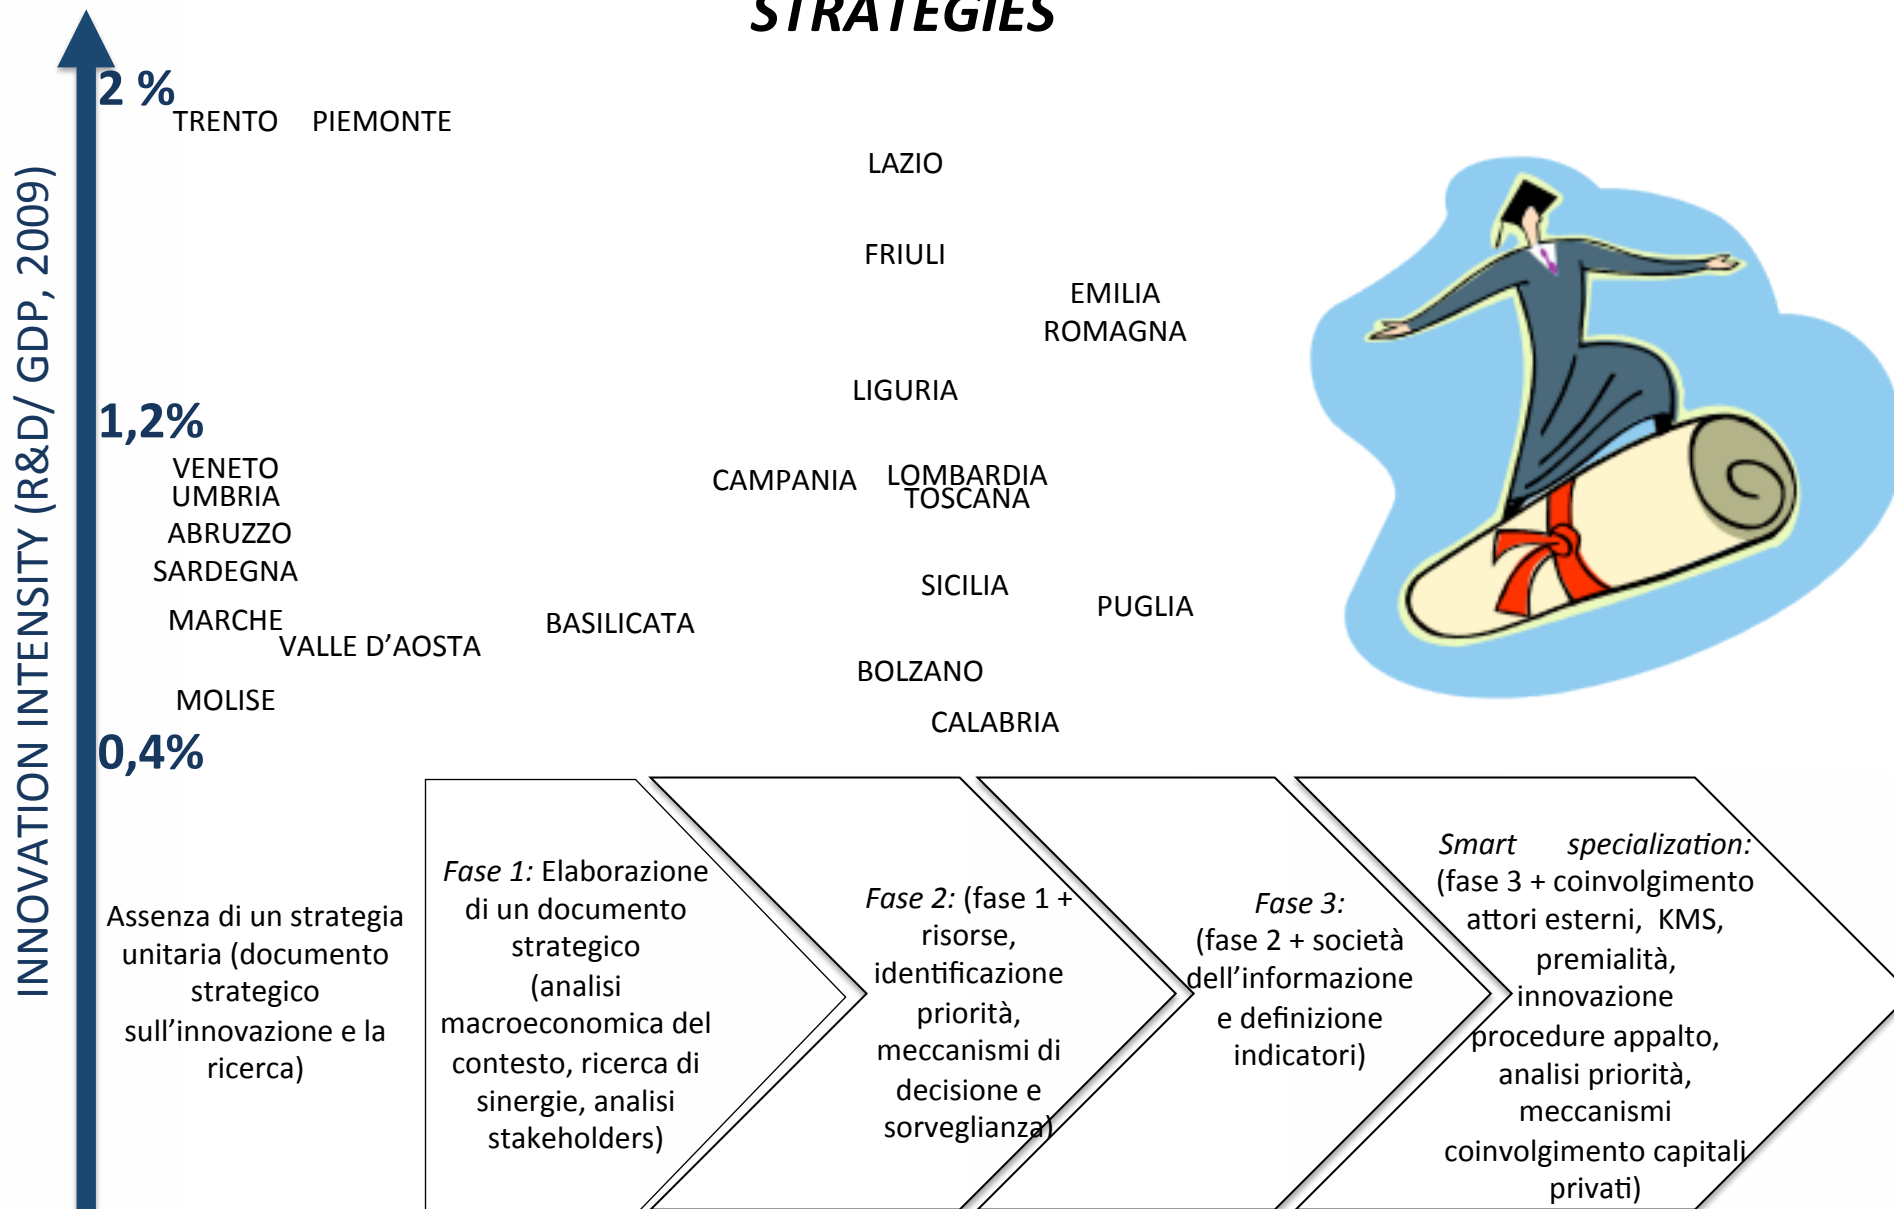 STRATEGIES
INNOVATION INTENSITY (R&D/ GDP, 2009)
2 %
TRENTO
PIEMONTE
LAZIO
FRIULI
EMILIA
ROMAGNA
LIGURIA
1,2%
VENETO
UMBRIA
CAMPANIA
LOMBARDIA
TOSCANA
ABRUZZO
SARDEGNA
SICILIA
PUGLIA
MARCHE
VALLE D’AOSTA
BASILICATA
BOLZANO
MOLISE
CALABRIA
0,4%
Assenza di un strategia
unitaria (documento
strategico
sull’innovazione e la
ricerca)
Fase 1: Elaborazione
di un documento
strategico
(analisi
macroeconomica del
contesto, ricerca di
sinergie, analisi
stakeholders)
Fase 2: (fase 1 +
risorse,
identificazione
priorità,
meccanismi di
decisione e
sorveglianza)
Fase 3:
(fase 2 + società
dell’informazione
e definizione
indicatori)
Smart specialization:
(fase 3 + coinvolgimento
attori esterni, KMS,
premialità,
innovazione
procedure appalto,
analisi priorità,
meccanismi
coinvolgimento capitali
privati)